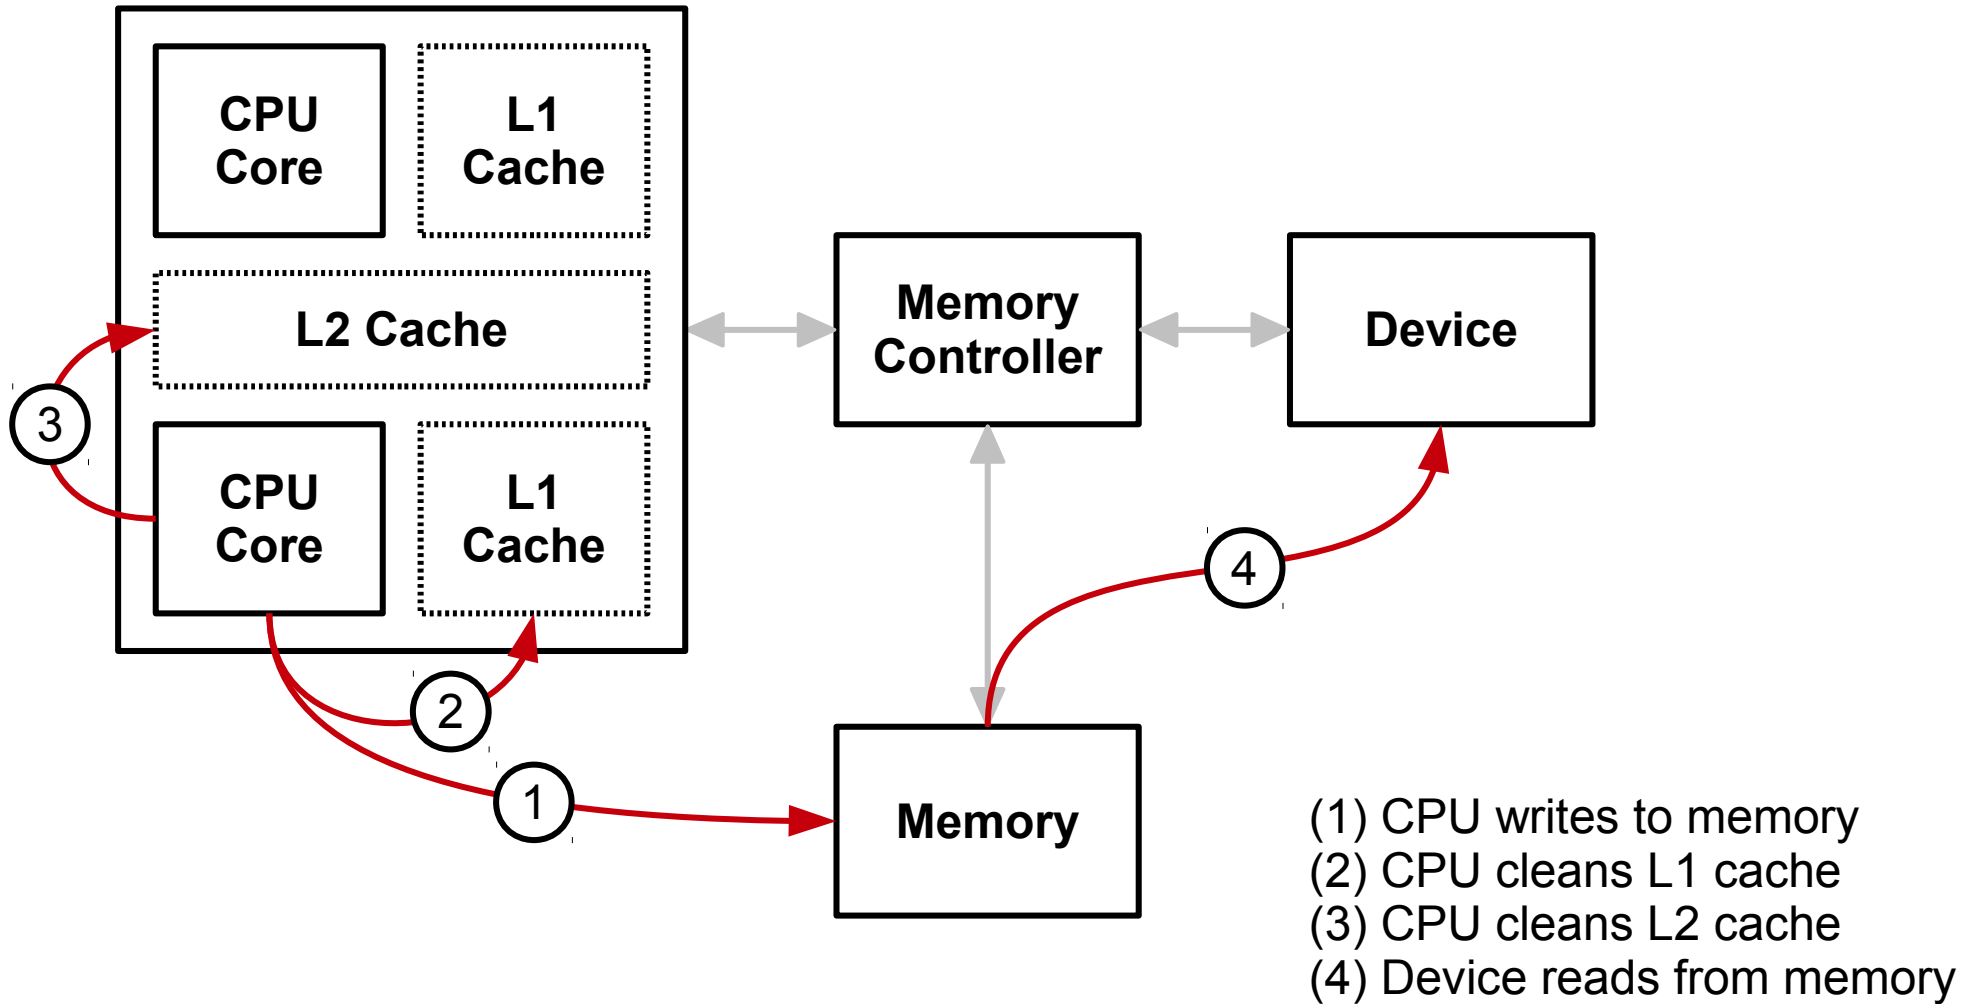 CPU
Core
L1
Cache
L2 Cache
3
CPU
Core
L1
Cache
Memory
Controller
Device
4
2
1
Memory
(1) CPU writes to memory
(2) CPU cleans L1 cache
(3) CPU cleans L2 cache
(4) Device reads from memory